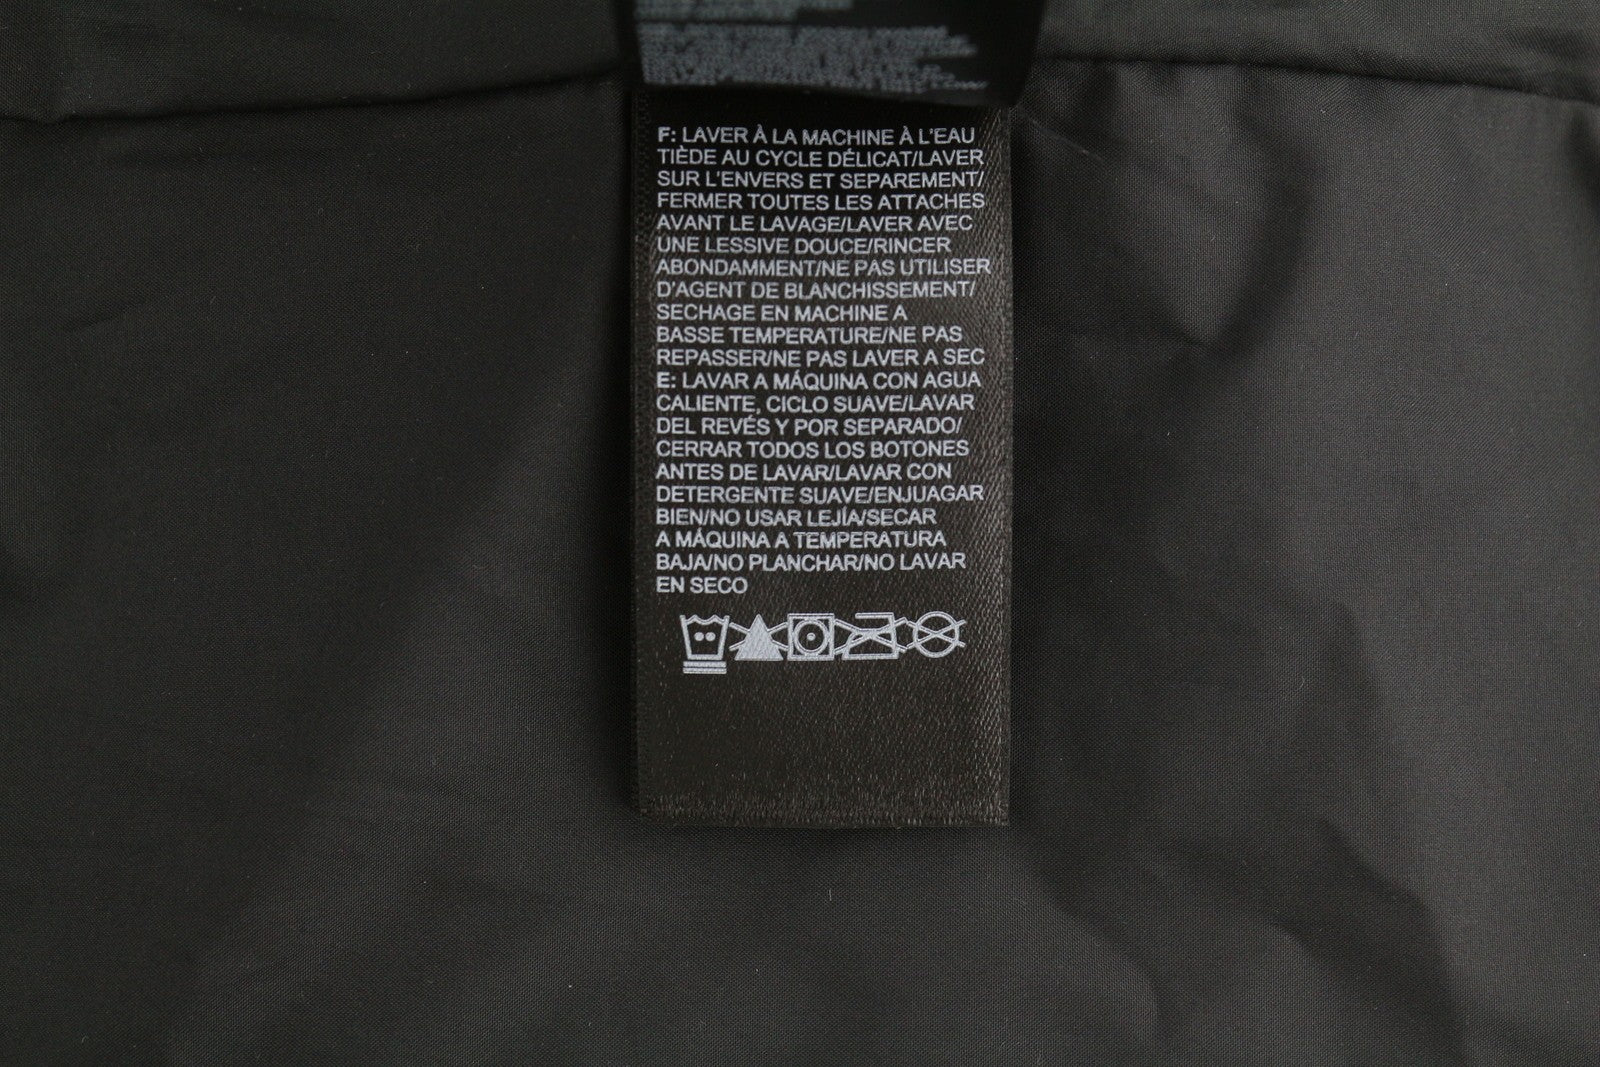 F: LAVER À LA MACHINE À L'EAU
TIÈDE AU CYCLE DÉLICAT/LAVER
SUR L'ENVERS ET SEPAREMENT/
FERMER TOUTES LES ATTACHES
AVANT LE LAVAGE/LAVER AVEC
UNE LESSIVE DOUCE/RINCER
ABONDAMMENT/NE PAS UTILISER
D'AGENT DE BLANCHISSEMENT/
SECHAGE EN MACHINE A
BASSE TEMPERATURE/NE PAS
REPASSER/NE PAS LAVER A SEC
E: LAVAR A MÁQUINA CON AGUA
CALIENTE, CICLO SUAVE/LAVAR
DEL REVÉS Y POR SEPARADO/
CERRAR TODOS LOS BOTONES
ANTES DE LAVAR/LAVAR CON
DETERGENTE SUAVE/ENJUAGAR
BIEN/NO USAR LEJÍA/SECAR
A MÁQUINA A TEMPERATURA
BAJA/NO PLANCHAR/NO LAVAR
EN SECO